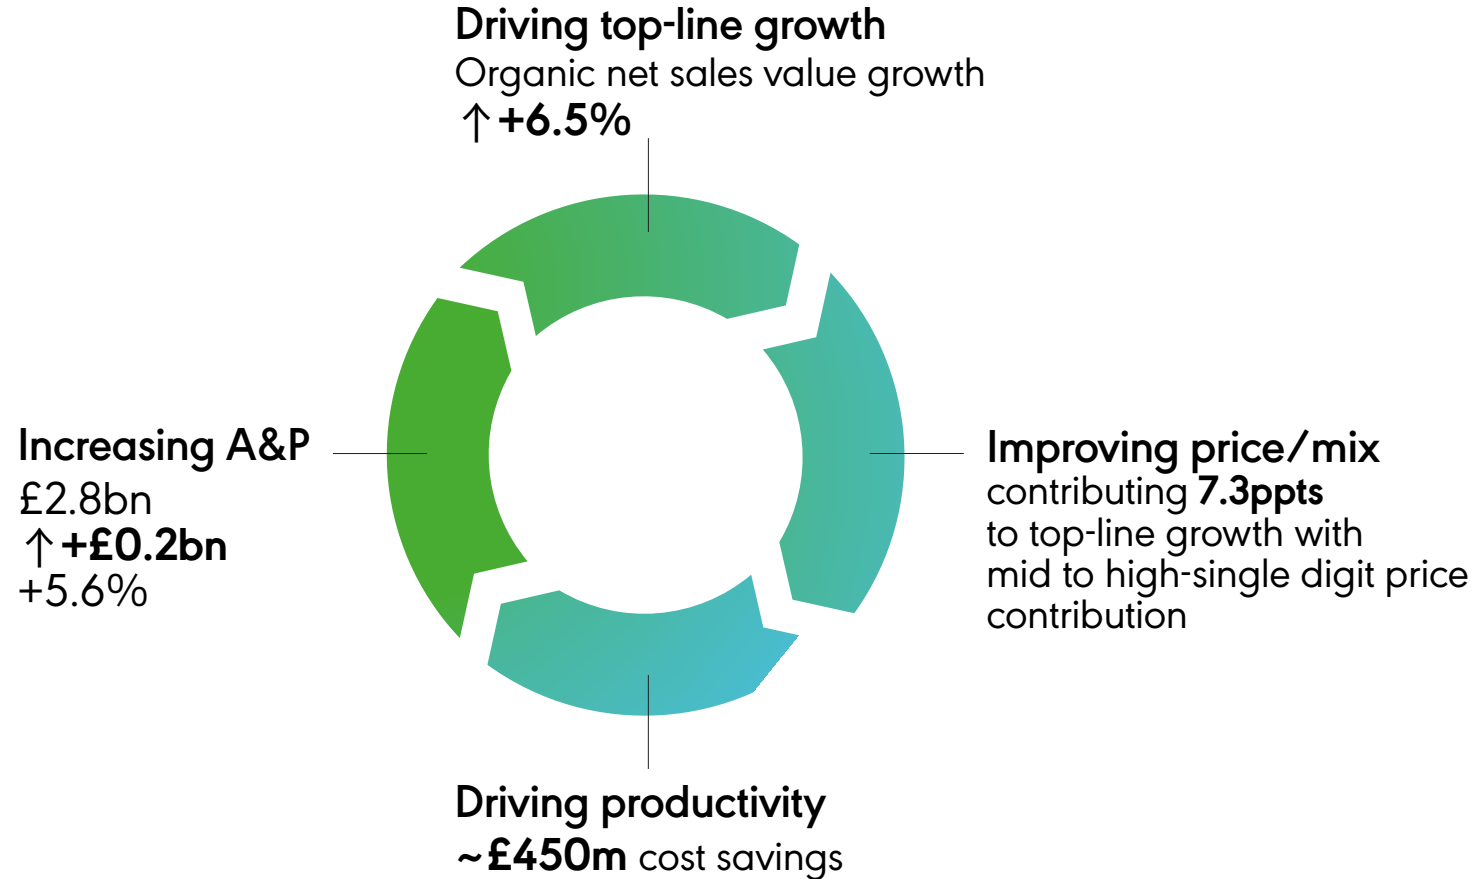 Driving top-line growth
Organic net sales value growth
↑+6.5%
Increasing A&P
£2.8bn
↑+£0.2bn
+5.6%
Improving price/mix
contributing 7.3ppts
to top-line growth with
mid to high-single digit price
contribution
Driving productivity
~£450m cost savings